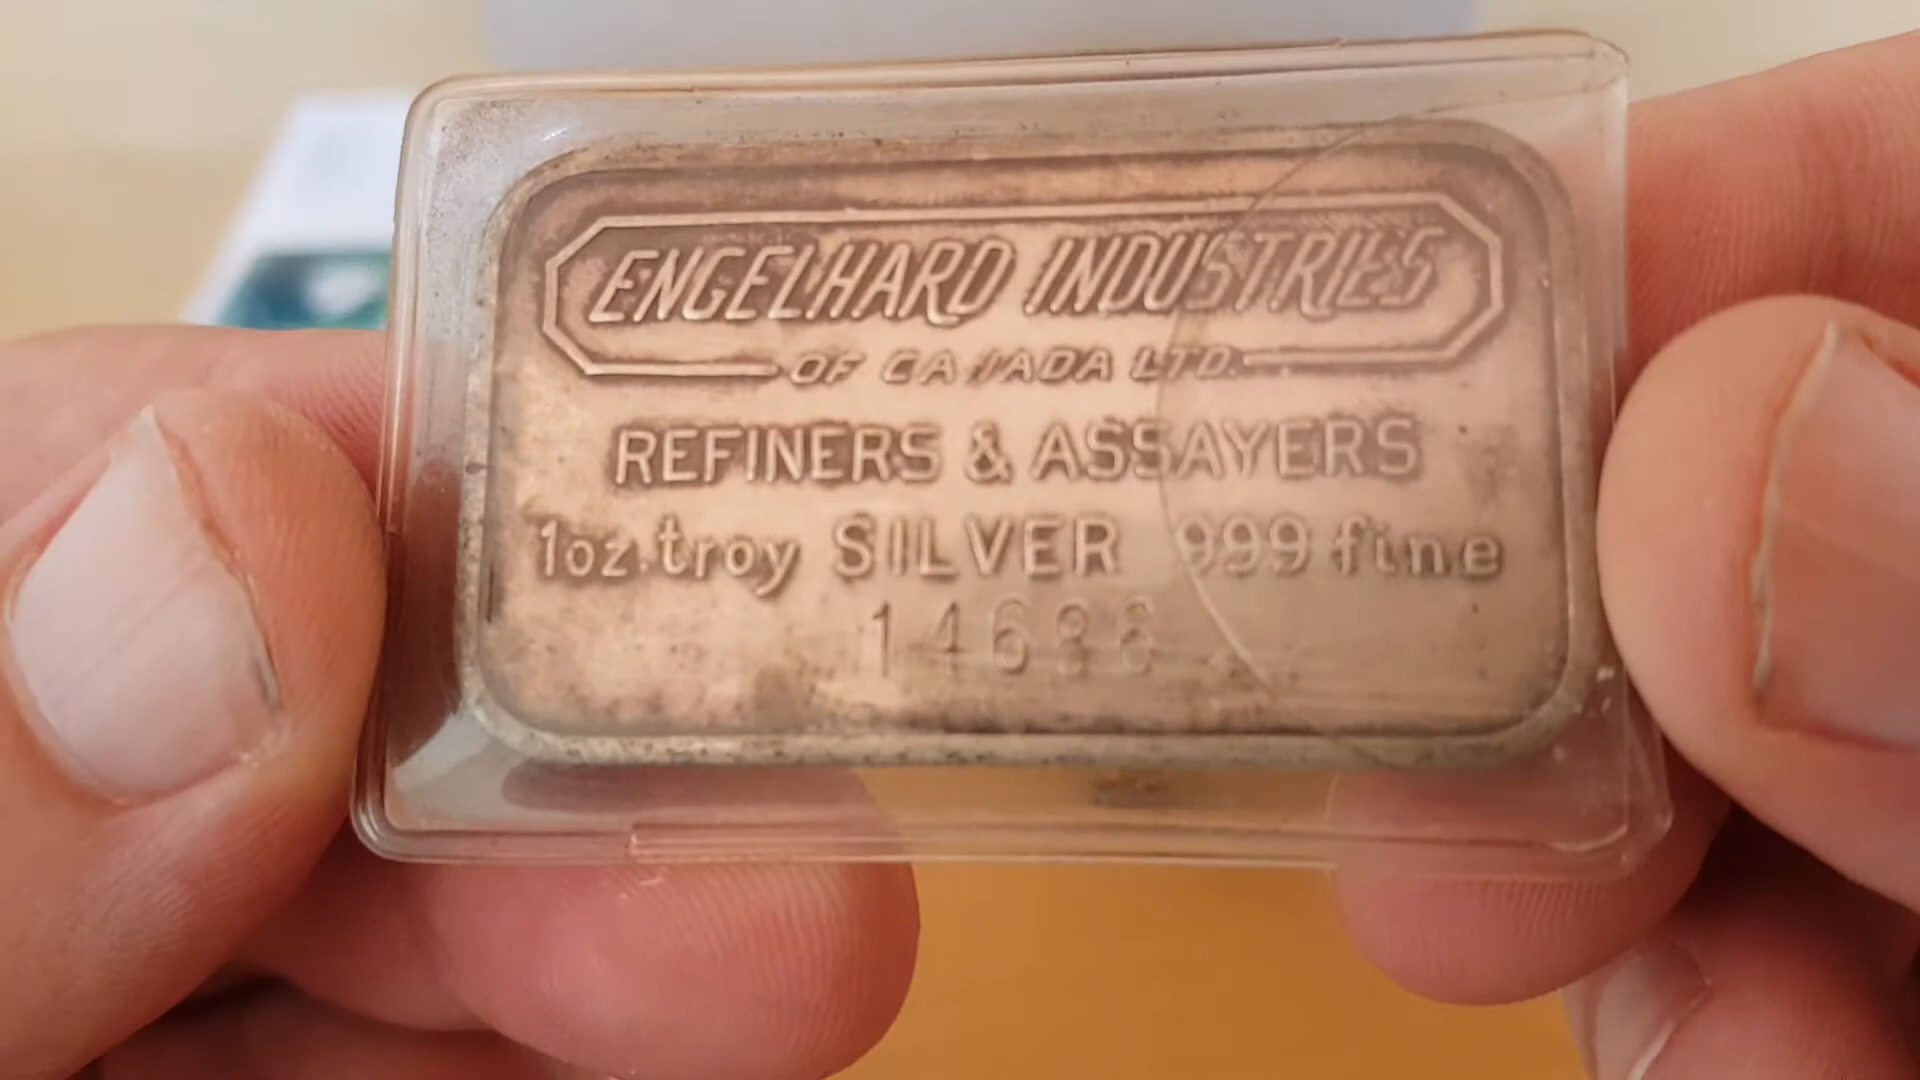 ENGELHARD INDUSTRIES
OF CANADA LTD.
REFINERS & ASSAYERS
1oz.troy SILVER 999 fine
14686